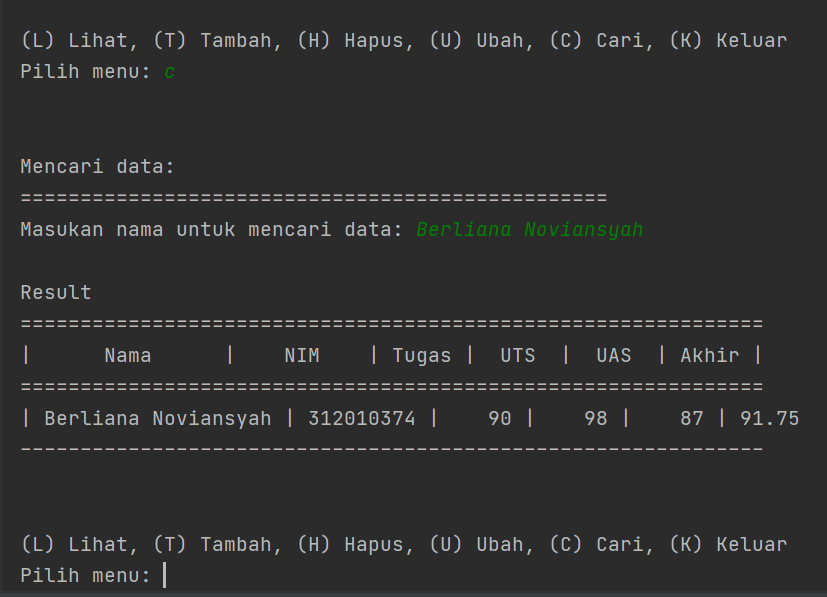 (L) Lihat, (T) Tambah, (H) Hapus, (U) Ubah, (C) Cari, (K) Keluar
Pilih menu: c
Mencari data:
=================================================
Masukan nama untuk mencari data: Berliana Noviansyah
Result
==============================================================
|      Nama      |    NIM    | Tugas |  UTS  |  UAS  | Akhir |
==============================================================
| Berliana Noviansyah | 312010374 |    90 |    98 |    87 | 91.75
--------------------------------------------------------------
(L) Lihat, (T) Tambah, (H) Hapus, (U) Ubah, (C) Cari, (K) Keluar
Pilih menu: